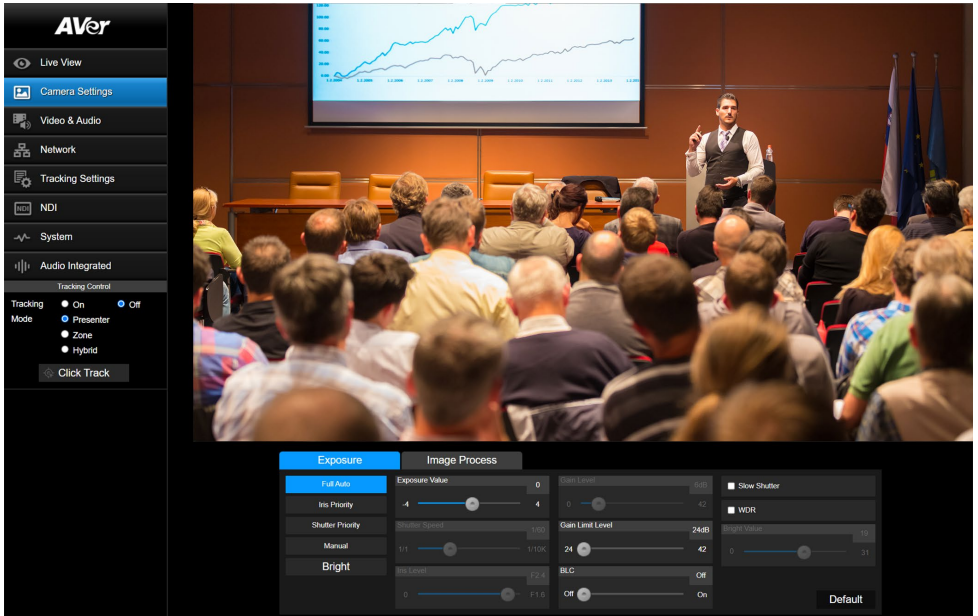 AVer
Live View
Camera Settings
Video & Audio
Network
Tracking Settings
NDI NDI
System
Audio Integrated
Tracking Control
Tracking On Off
Mode Presenter
Zone
Hybrid
Click Track
Exposure Image Process
Full Auto
Iris Priority
Shutter Priority
Manual
Bright
Exposure Value 0
-4 4
Shutter Speed 1/60
1/1 1/10K
Iris Level F2.4
0 F1.6
Gain Level 6dB
0 42
Gain Limit Level 24dB
24 42
BLC Off
Off On
Slow Shutter
WDR
Bright Value 19
0 31
Default